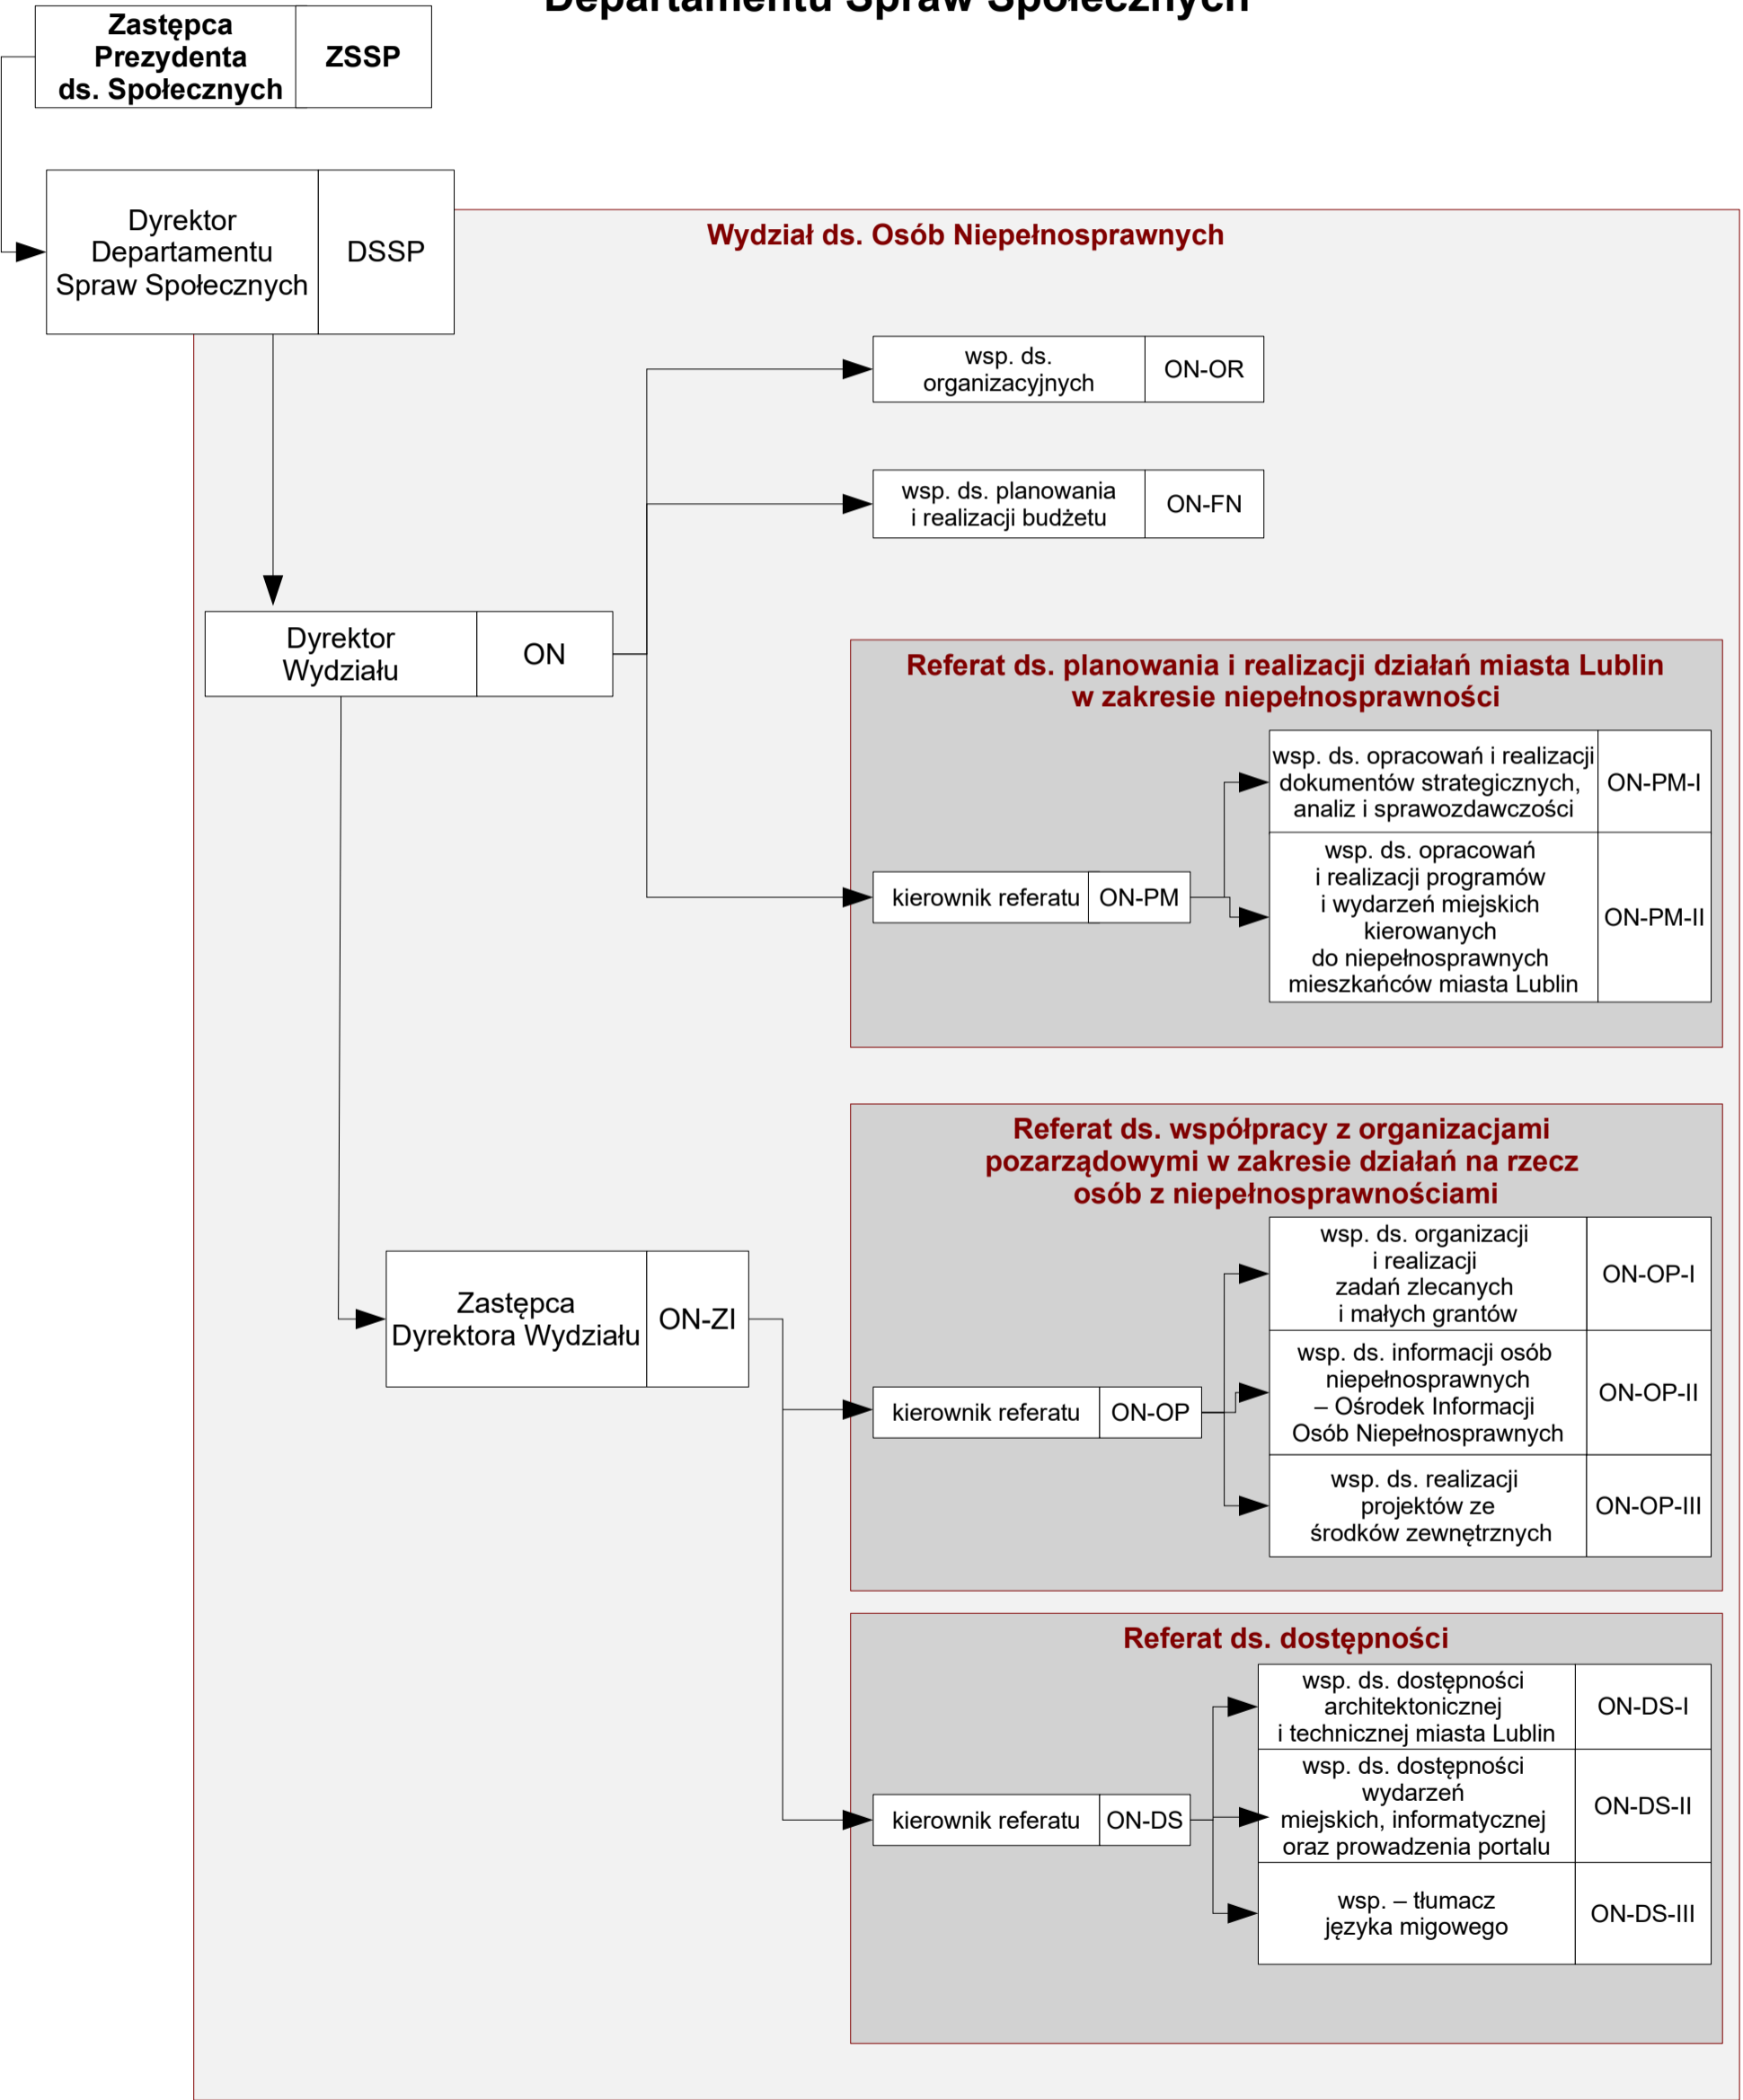 Departamentu Spraw Społecznych
Zastępca
Prezydenta
ds. Społecznych
ZSSP
Dyrektor
Departamentu
Spraw Społecznych
DSSP
Wydział ds. Osób Niepełnosprawnych
wsp. ds.
organizacyjnych
ON-OR
wsp. ds. planowania
i realizacji budżetu
ON-FN
Dyrektor
Wydziału
ON
Referat ds. planowania i realizacji działań miasta Lublin
w zakresie niepełnosprawności
wsp. ds. opracowań i realizacji
dokumentów strategicznych,
analiz i sprawozdawczości
ON-PM-I
kierownik referatu
ON-PM
wsp. ds. opracowań
i realizacji programów
i wydarzeń miejskich
kierowanych
do niepełnosprawnych
mieszkańców miasta Lublin
ON-PM-II
Referat ds. współpracy z organizacjami
pozarządowymi w zakresie działań na rzecz
osób z niepełnosprawnościami
wsp. ds. organizacji
i realizacji
zadań zlecanych
i małych grantów
ON-OP-I
Zastępca
Dyrektora Wydziału
ON-ZI
kierownik referatu
ON-OP
wsp. ds. informacji osób
niepełnosprawnych
– Ośrodek Informacji
Osób Niepełnosprawnych
ON-OP-II
wsp. ds. realizacji
projektów ze
środków zewnętrznych
ON-OP-III
Referat ds. dostępności
wsp. ds. dostępności
architektonicznej
i technicznej miasta Lublin
ON-DS-I
kierownik referatu
ON-DS
wsp. ds. dostępności
wydarzeń
miejskich, informatycznej
oraz prowadzenia portalu
ON-DS-II
wsp. – tłumacz
języka migowego
ON-DS-III